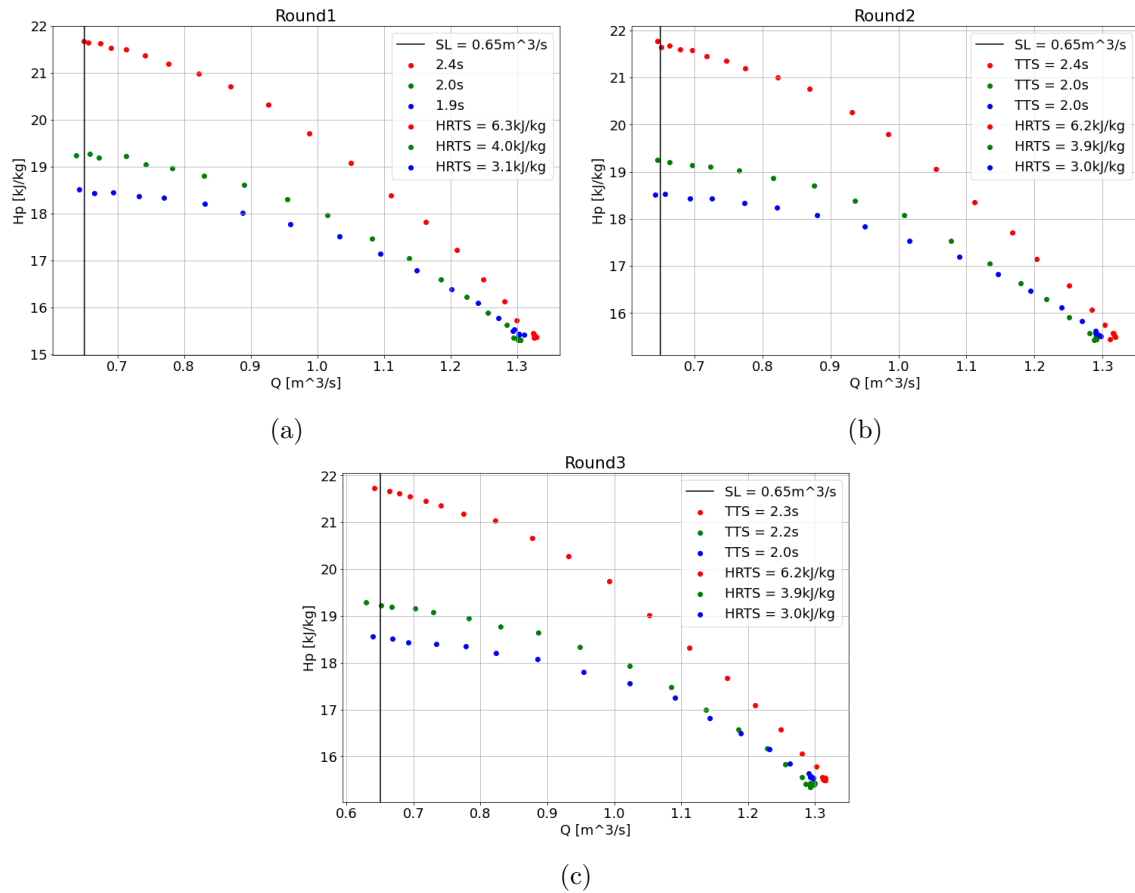 Round1
Hp [kJ/kg]
22
21
20
19
18
17
16
15
SL = 0.65m^3/s
2.4s
2.0s
1.9s
HRTS = 6.3kJ/kg
HRTS = 4.0kJ/kg
HRTS = 3.1kJ/kg
0.7 0.8 0.9 1.0 1.1 1.2 1.3
Q [m^3/s]
(a)
Round2
Hp [kJ/kg]
22
21
20
19
18
17
16
SL = 0.65m^3/s
TTS = 2.4s
TTS = 2.0s
TTS = 2.0s
HRTS = 6.2kJ/kg
HRTS = 3.9kJ/kg
HRTS = 3.0kJ/kg
0.7 0.8 0.9 1.0 1.1 1.2 1.3
Q [m^3/s]
(b)
Round3
Hp [kJ/kg]
22
21
20
19
18
17
16
SL = 0.65m^3/s
TTS = 2.3s
TTS = 2.2s
TTS = 2.0s
HRTS = 6.2kJ/kg
HRTS = 3.9kJ/kg
HRTS = 3.0kJ/kg
0.6 0.7 0.8 0.9 1.0 1.1 1.2 1.3
Q [m^3/s]
(c)